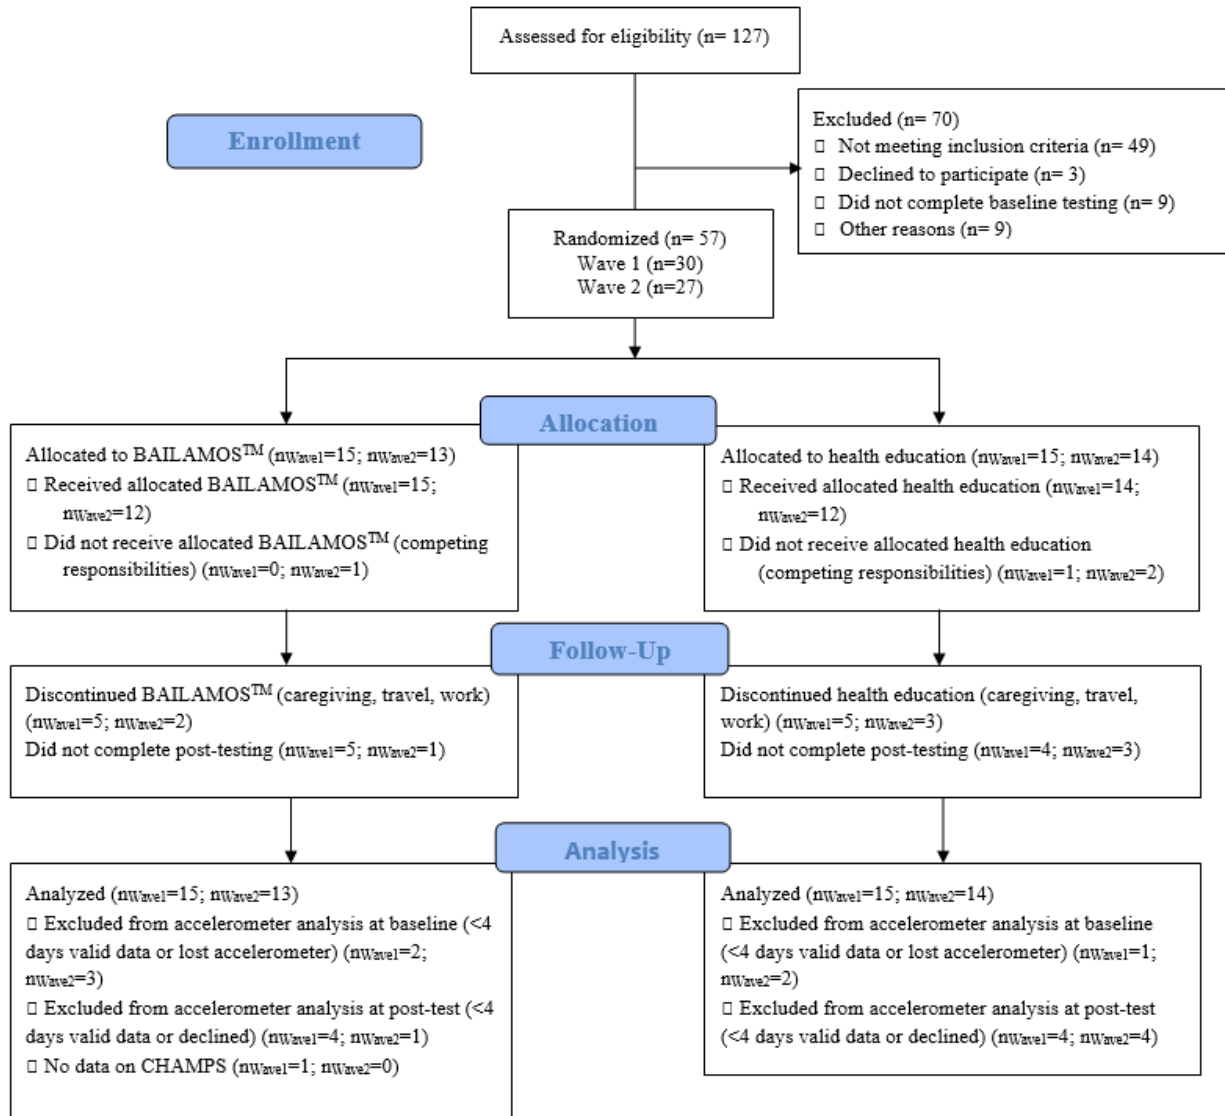 Assessed for eligibility (n= 127)
Enrollment
Excluded (n= 70)
▯ Not meeting inclusion criteria (n= 49)
▯ Declined to participate (n= 3)
▯ Did not complete baseline testing (n= 9)
▯ Other reasons (n= 9)
Randomized (n= 57)
Wave 1 (n=30)
Wave 2 (n=27)
Allocation
Allocated to BAILAMOS™ (nWave1=15; nWave2=13)
▯ Received allocated BAILAMOS™ (nWave1=15;
nWave2=12)
▯ Did not receive allocated BAILAMOS™ (competing
responsibilities) (nWave1=0; nWave2=1)
Allocated to health education (nWave1=15; nWave2=14)
▯ Received allocated health education (nWave1=14;
nWave2=12)
▯ Did not receive allocated health education
(competing responsibilities) (nWave1=1; nWave2=2)
Follow-Up
Discontinued BAILAMOS™ (caregiving, travel, work)
(nWave1=5; nWave2=2)
Did not complete post-testing (nWave1=5; nWave2=1)
Discontinued health education (caregiving, travel,
work) (nWave1=5; nWave2=3)
Did not complete post-testing (nWave1=4; nWave2=3)
Analysis
Analyzed (nWave1=15; nWave2=13)
▯ Excluded from accelerometer analysis at baseline (<4
days valid data or lost accelerometer) (nWave1=2;
nWave2=3)
▯ Excluded from accelerometer analysis at post-test (<4
days valid data or declined) (nWave1=4; nWave2=1)
▯ No data on CHAMPS (nWave1=1; nWave2=0)
Analyzed (nWave1=15; nWave2=14)
▯ Excluded from accelerometer analysis at baseline
(<4 days valid data or lost accelerometer) (nWave1=1;
nWave2=2)
▯ Excluded from accelerometer analysis at post-test
(<4 days valid data or declined) (nWave1=4; nWave2=4)